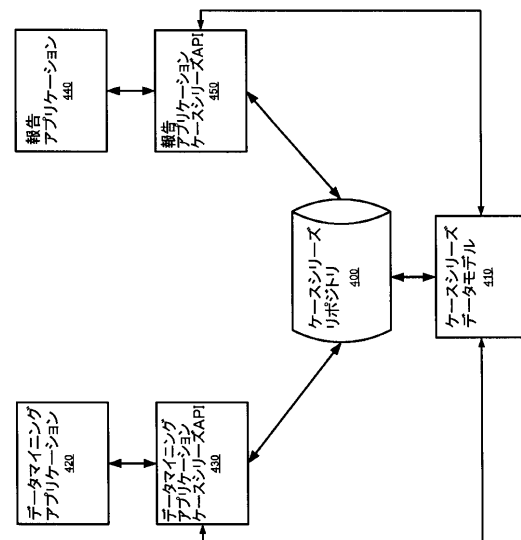 データマイニング
アプリケーション
420
データマイニング
アプリケーション
ケースシリーズAPI
430
報告
アプリケーション
440
報告
アプリケーション
ケースシリーズAPI
450
ケースシリーズ
リポジトリ
400
ケースシリーズ
データモデル
410